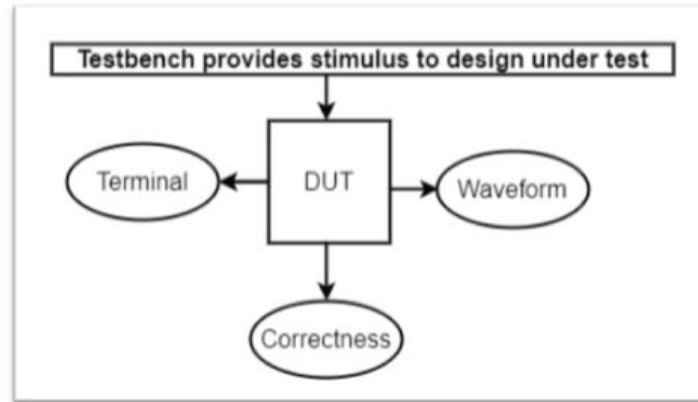 Testbench provides stimulus to design under test
Terminal
DUT
Waveform
Correctness